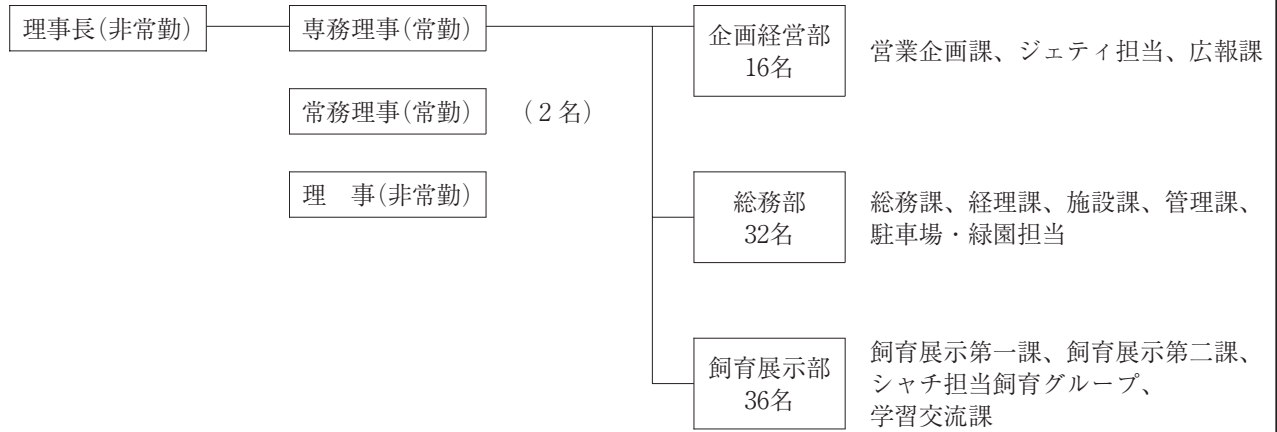 理事長(非常勤)
専務理事(常勤)
常務理事(常勤)
(2名)
理　事(非常勤)
企画経営部
16名
営業企画課、ジェティ担当、広報課
総務部
32名
総務課、経理課、施設課、管理課、
駐車場・緑園担当
飼育展示部
36名
飼育展示第一課、飼育展示第二課、
シャチ担当飼育グループ、
学習交流課